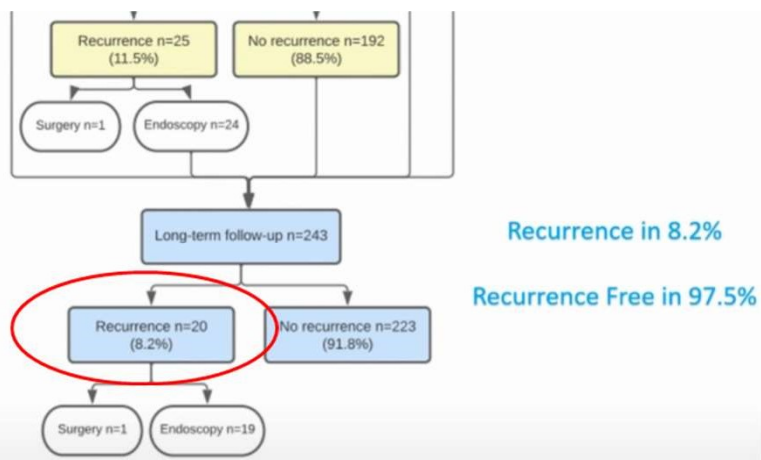 Recurrence n=25
(11.5%)
No recurrence n=192
(88.5%)
Surgery n=1
Endoscopy n=24
Long-term follow-up n=243
Recurrence in 8.2%
Recurrence Free in 97.5%
Recurrence n=20
(8.2%)
No recurrence n=223
(91.8%)
Surgery n=1
Endoscopy n=19